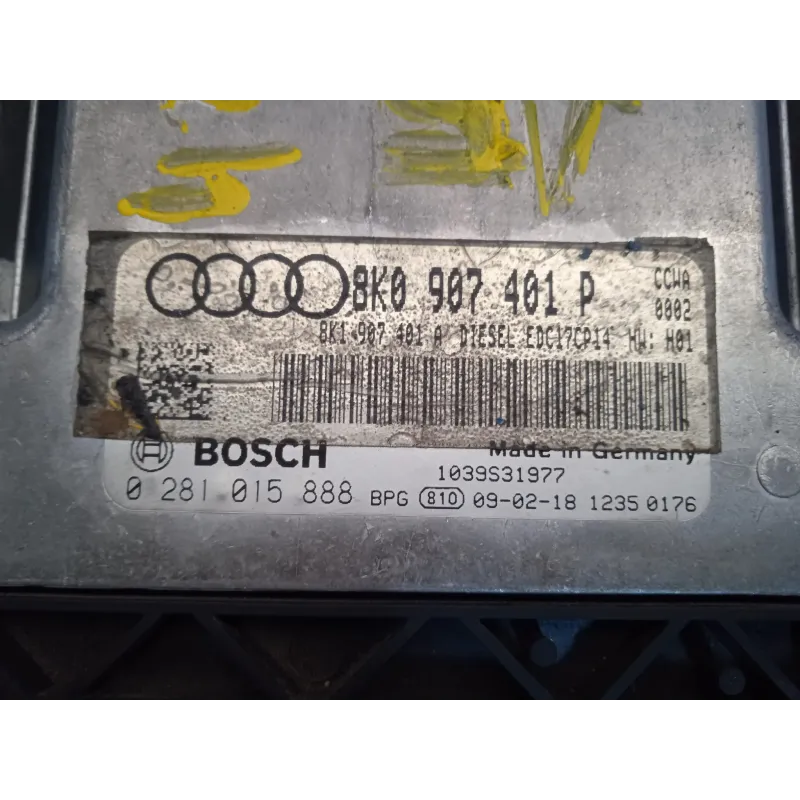 8K0 907 401 P CCWA
0002
8K1 907 401 A DIESEL EDC17CP14 HW: H01
BOSCH Made in Germany
1039S31977
0 281 015 888 BPG 810 09-02-18 1235 0176